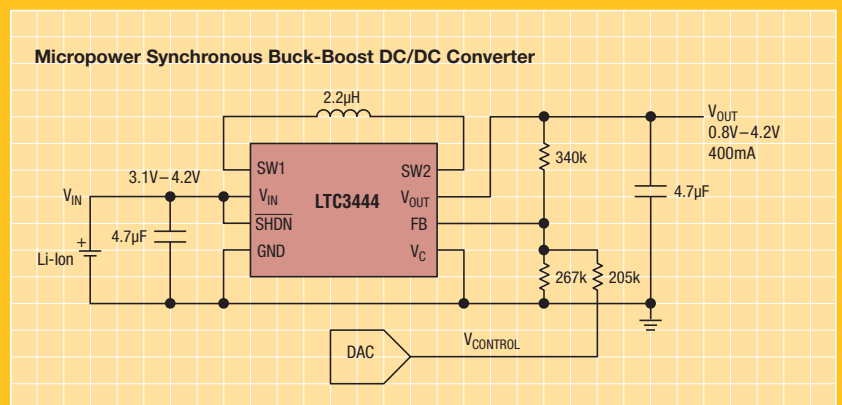 Micropower Synchronous Buck-Boost DC/DC Converter
2.2µH
SW1
SW2
3.1V–4.2V
VIN
VIN
LTC3444
VOUT
SHDN
FB
GND
VC
4.7µF
Li-Ion
+
340k
VOUT
0.8V–4.2V
400mA
4.7µF
267k
205k
DAC
VCONTROL